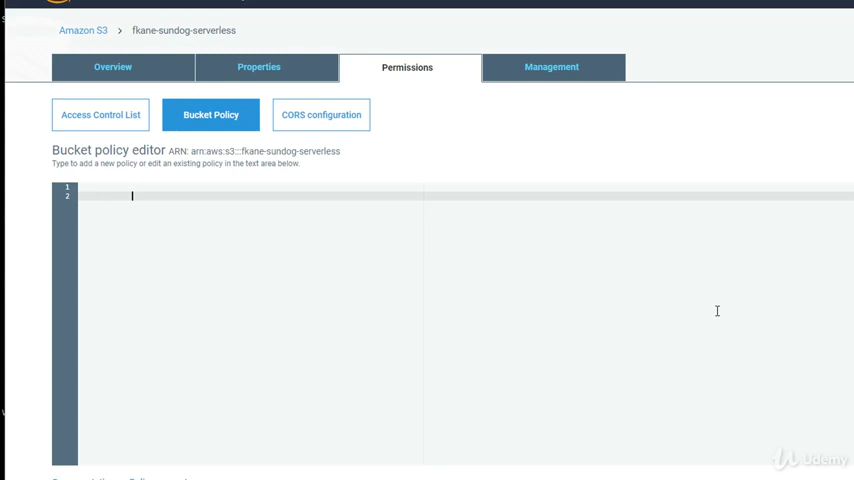 Amazon S3 > fkane-sundog-serverless
Overview Properties Permissions Management
Access Control List Bucket Policy CORS configuration
Bucket policy editor ARN: arn:aws:s3:::fkane-sundog-serverless
Type to add a new policy or edit an existing policy in the text area below.
1
2
Udemy